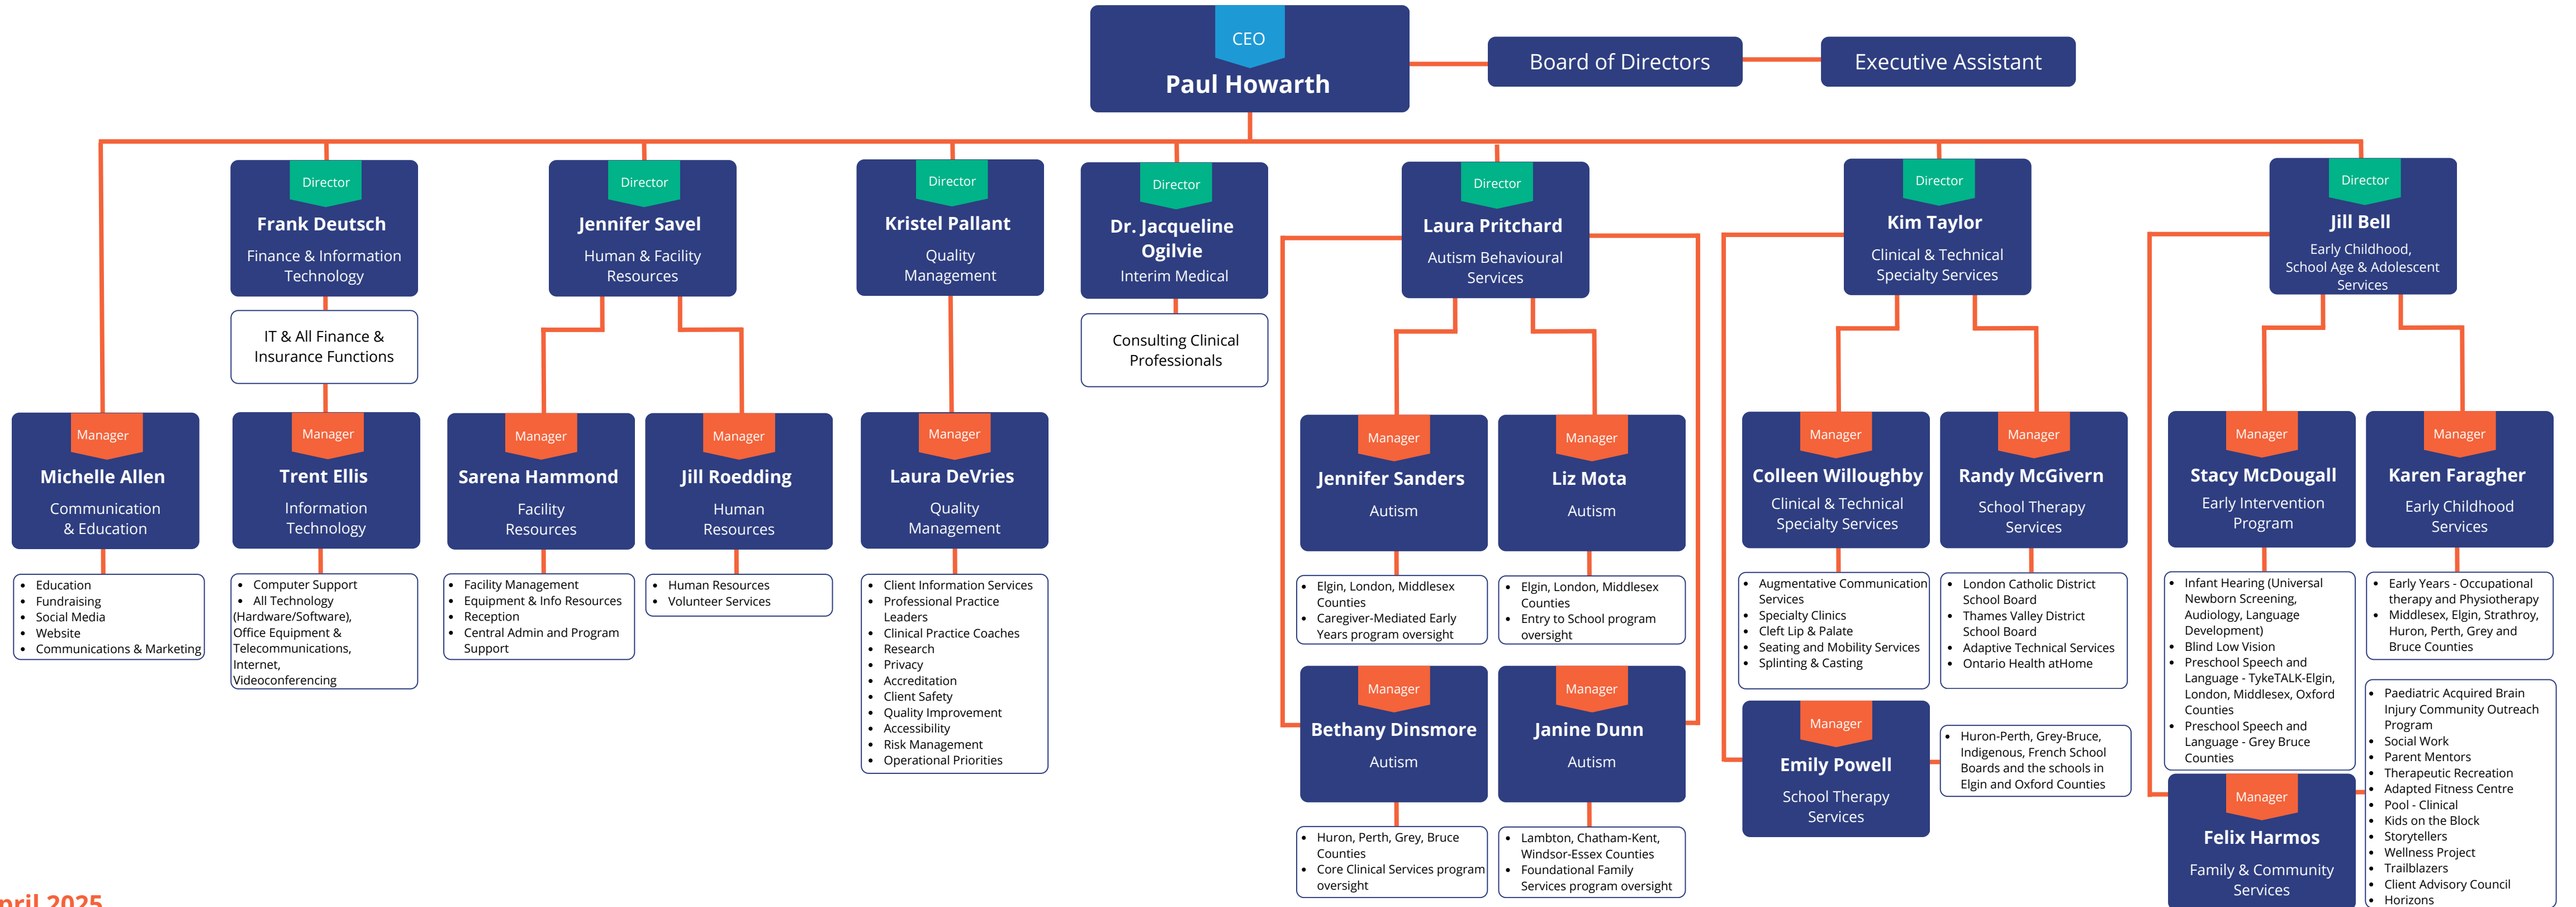 CEO
Paul Howarth
Board of Directors
Executive Assistant
Director
Frank Deutsch
Finance & Information
Technology
IT & All Finance &
Insurance Functions
Director
Jennifer Savel
Human & Facility
Resources
Director
Kristel Pallant
Quality
Management
Director
Dr. Jacqueline
Ogilvie
Interim Medical
Consulting Clinical
Professionals
Director
Laura Pritchard
Autism Behavioural
Services
Director
Kim Taylor
Clinical & Technical
Specialty Services
Director
Jill Bell
Early Childhood,
School Age & Adolescent
Services
Manager
Michelle Allen
Communication
& Education
• Education
• Fundraising
• Social Media
• Website
• Communications & Marketing
Manager
Trent Ellis
Information
Technology
• Computer Support
• All Technology
(Hardware/Software),
Office Equipment &
Telecommunications,
Internet,
Videoconferencing
Manager
Sarena Hammond
Facility
Resources
• Facility Management
• Equipment & Info Resources
• Reception
• Central Admin and Program
Support
Manager
Jill Roedding
Human
Resources
• Human Resources
• Volunteer Services
Manager
Laura DeVries
Quality
Management
• Client Information Services
• Professional Practice
Leaders
• Clinical Practice Coaches
• Research
• Privacy
• Accreditation
• Client Safety
• Quality Improvement
• Accessibility
• Risk Management
• Operational Priorities
Manager
Jennifer Sanders
Autism
• Elgin, London, Middlesex
Counties
• Caregiver-Mediated Early
Years program oversight
Manager
Liz Mota
Autism
• Elgin, London, Middlesex
Counties
• Entry to School program
oversight
Manager
Bethany Dinsmore
Autism
• Huron, Perth, Grey, Bruce
Counties
• Core Clinical Services program
oversight
Manager
Janine Dunn
Autism
• Lambton, Chatham-Kent,
Windsor-Essex Counties
• Foundational Family
Services program oversight
Manager
Colleen Willoughby
Clinical & Technical
Specialty Services
• Augmentative Communication
Services
• Specialty Clinics
• Cleft Lip & Palate
• Seating and Mobility Services
• Splinting & Casting
Manager
Randy McGivern
School Therapy
Services
• London Catholic District
School Board
• Thames Valley District
School Board
• Adaptive Technical Services
• Ontario Health atHome
Manager
Emily Powell
School Therapy
Services
• Huron-Perth, Grey-Bruce,
Indigenous, French School
Boards and the schools in
Elgin and Oxford Counties
Manager
Stacy McDougall
Early Intervention
Program
• Infant Hearing (Universal
Newborn Screening,
Audiology, Language
Development)
• Blind Low Vision
• Preschool Speech and
Language - TykeTALK-Elgin,
London, Middlesex, Oxford
Counties
• Preschool Speech and
Language - Grey Bruce
Counties
Manager
Karen Faragher
Early Childhood
Services
• Early Years - Occupational
therapy and Physiotherapy
• Middlesex, Elgin, Strathroy,
Huron, Perth, Grey and
Bruce Counties
Manager
Felix Harmos
Family & Community
Services
• Paediatric Acquired Brain
Injury Community Outreach
Program
• Social Work
• Parent Mentors
• Therapeutic Recreation
• Adapted Fitness Centre
• Pool - Clinical
• Kids on the Block
• Storytellers
• Wellness Project
• Trailblazers
• Client Advisory Council
• Horizons
pril 2025